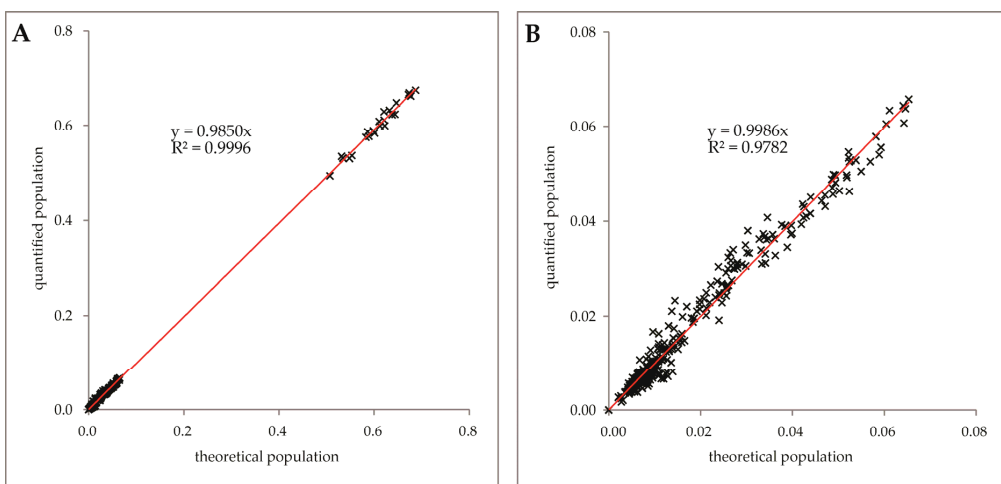 A
0.8
0.6
0.4
0.2
0.0
quantified population
y = 0.9850x
R² = 0.9996
0.0 0.2 0.4 0.6 0.8
theoretical population
B
0.08
0.06
0.04
0.02
0.00
quantified population
y = 0.9986x
R² = 0.9782
0.00 0.02 0.04 0.06 0.08
theoretical population